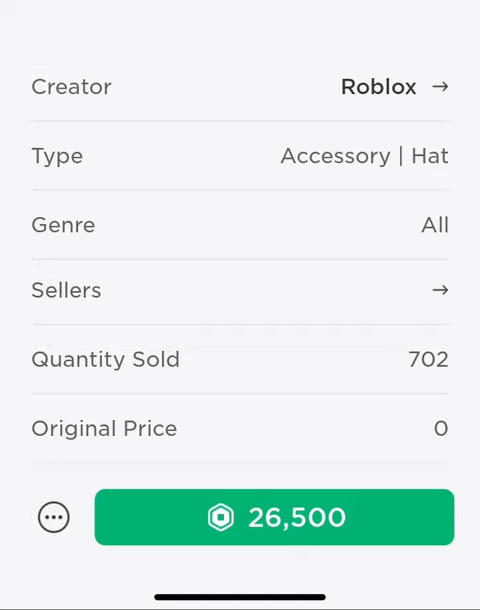 Creator Roblox →
Type Accessory | Hat
Genre All
Sellers →
Quantity Sold 702
Original Price 0
26,500